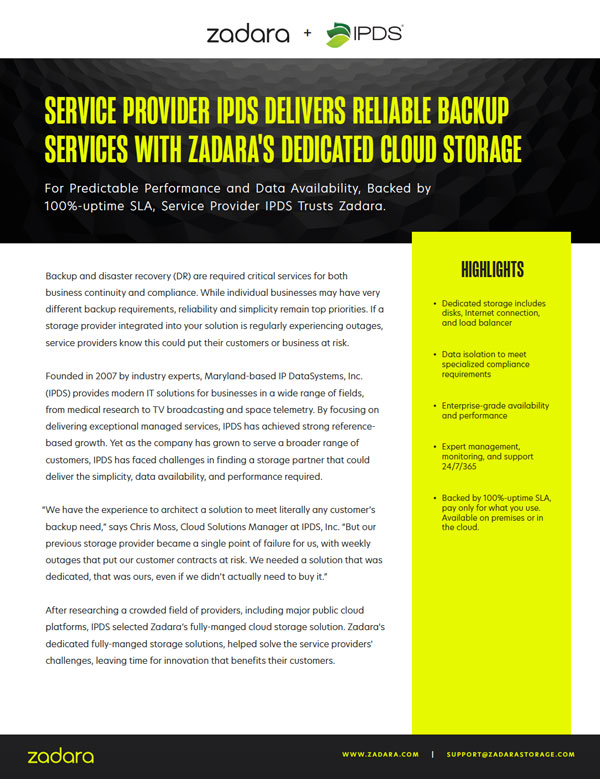 zadara + IPDS®
SERVICE PROVIDER IPDS DELIVERS RELIABLE BACKUP
SERVICES WITH ZADARA'S DEDICATED CLOUD STORAGE
For Predictable Performance and Data Availability, Backed by
100%-uptime SLA, Service Provider IPDS Trusts Zadara.
Backup and disaster recovery (DR) are required critical services for both
business continuity and compliance. While individual businesses may have very
different backup requirements, reliability and simplicity remain top priorities. If a
storage provider integrated into your solution is regularly experiencing outages,
service providers know this could put their customers or business at risk.
Founded in 2007 by industry experts, Maryland-based IP DataSystems, Inc.
(IPDS) provides modern IT solutions for businesses in a wide range of fields,
from medical research to TV broadcasting and space telemetry. By focusing on
delivering exceptional managed services, IPDS has achieved strong reference-
based growth. Yet as the company has grown to serve a broader range of
customers, IPDS has faced challenges in finding a storage partner that could
deliver the simplicity, data availability, and performance required.
“We have the experience to architect a solution to meet literally any customer’s
backup need,” says Chris Moss, Cloud Solutions Manager at IPDS, Inc. “But our
previous storage provider became a single point of failure for us, with weekly
outages that put our customer contracts at risk. We needed a solution that was
dedicated, that was ours, even if we didn’t actually need to buy it.”
After researching a crowded field of providers, including major public cloud
platforms, IPDS selected Zadara’s fully-manged cloud storage solution. Zadara’s
dedicated fully-manged storage solutions, helped solve the service providers’
challenges, leaving time for innovation that benefits their customers.
HIGHLIGHTS
• Dedicated storage includes
disks, Internet connection,
and load balancer
• Data isolation to meet
specialized compliance
requirements
• Enterprise-grade availability
and performance
• Expert management,
monitoring, and support
24/7/365
• Backed by 100%-uptime SLA,
pay only for what you use.
Available on premises or in
the cloud.
zadara
WWW.ZADARA.COM | SUPPORT@ZADARASTORAGE.COM